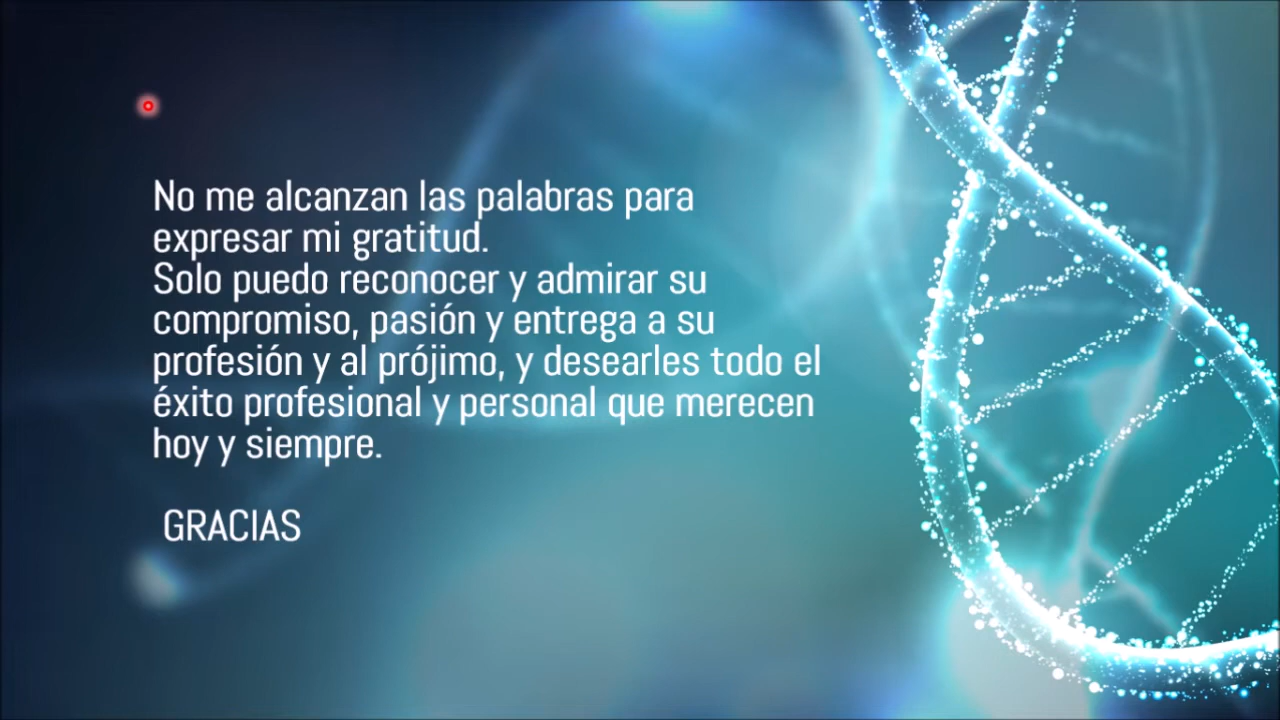 No me alcanzan las palabras para
expresar mi gratitud.
Solo puedo reconocer y admirar su
compromiso, pasión y entrega a su
profesión y al prójimo, y desearles todo el
éxito profesional y personal que merecen
hoy y siempre.
GRACIAS